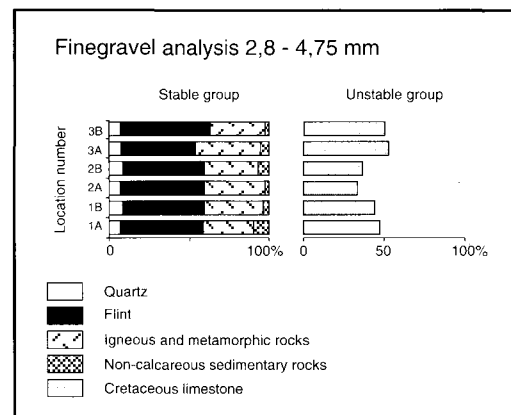 Finegravel analysis 2,8 - 4,75 mm
Stable group
Unstable group
Location number
3B
3A
2B
2A
1B
1A
0
100%
0
50
100%
Quartz
Flint
Igneous and metamorphic rocks
Non-calcareous sedimentary rocks
Cretaceous limestone